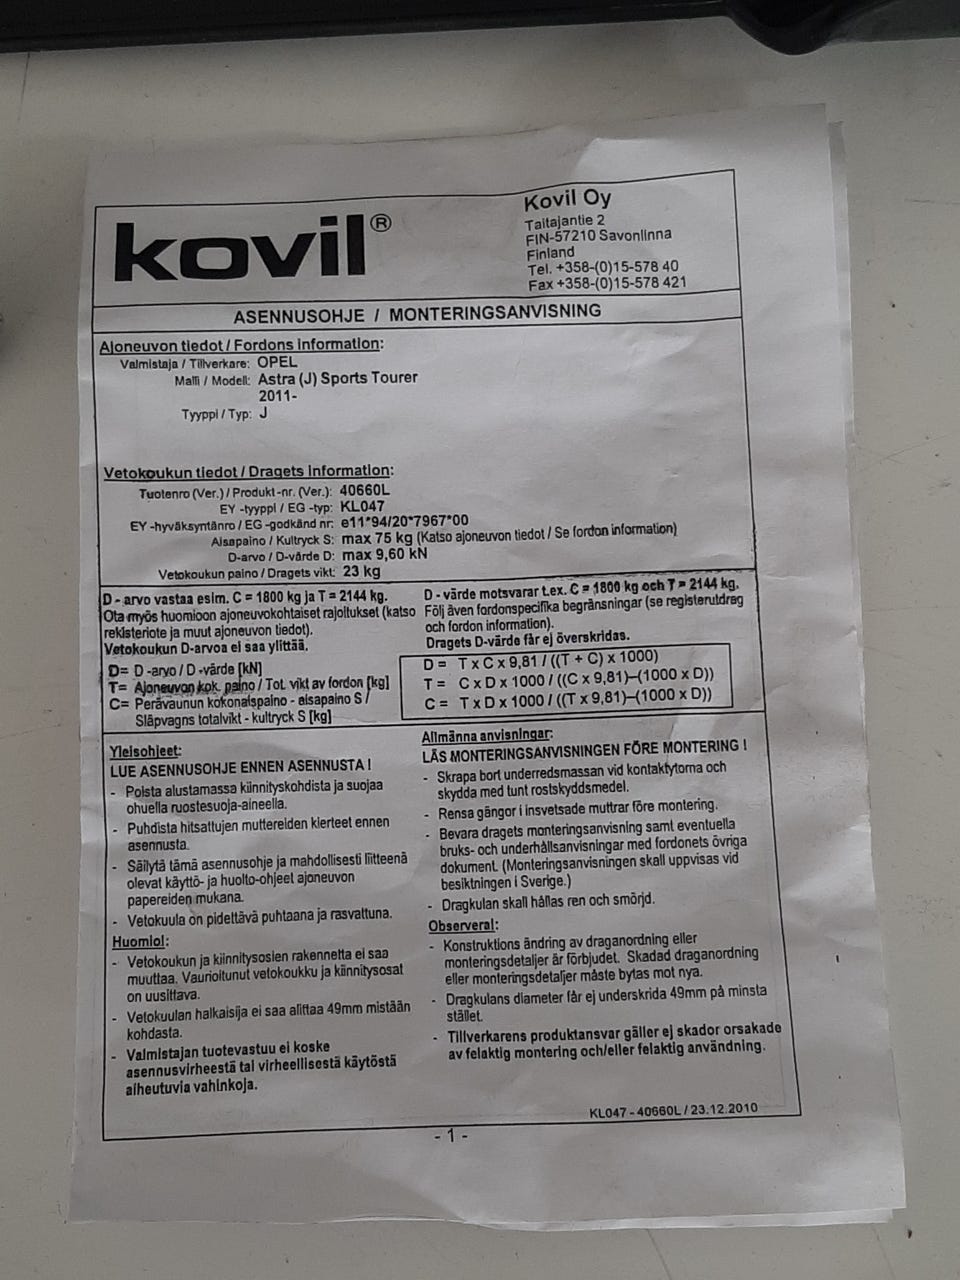 kovil®
Kovil Oy
Taitajantie 2
FIN-57210 Savonlinna
Finland
Tel. +358-(0)15-578 40
Fax +358-(0)15-578 421
ASENNUSOHJE / MONTERINGSANVISNING
Ajoneuvon tiedot / Fordons information:
Valmistaja / Tillverkare: OPEL
Malli / Modell: Astra (J) Sports Tourer
2011-
Tyyppi / Typ: J
Vetokoukun tiedot / Dragets information:
Tuotenro (Ver.) / Produkt-nr. (Ver.): 40660L
EY -tyyppi / EG -typ: KL047
EY -hyväksyntänro / EG -godkänd nr: e11*94/20*7967*00
Aisapaino / Kultryck S: max 75 kg (Katso ajoneuvon tiedot / Se fordon information)
D-arvo / D-värde D: max 9,60 kN
Vetokoukun paino / Dragets vikt: 23 kg
D - arvo vastaa esim. C = 1800 kg ja T = 2144 kg.
Ota myös huomioon ajoneuvokohtaiset rajoitukset (katso
rekisteriote ja muut ajoneuvon tiedot).
Vetokoukun D-arvoa ei saa ylittää.
D - värde motsvarar t.ex. C = 1800 kg och T = 2144 kg.
Följ även fordonspecifika begränsningar (se registerutdrag
och fordon information).
Dragets D-värde får ej överskridas.
D= D -arvo / D -värde [kN]
T= Ajoneuvon kok. paino / Tot. vikt av fordon [kg]
C= Perävaunun kokonaispaino - aisapaino S /
Släpvagns totalvikt - kultryck S [kg]
D = T x C x 9,81 / ((T + C) x 1000)
T = C x D x 1000 / ((C x 9,81)–(1000 x D))
C = T x D x 1000 / ((T x 9,81)–(1000 x D))
Yleisohjeet:
LUE ASENNUSOHJE ENNEN ASENNUSTA !
- Poista alustamassa kiinnityskohdista ja suojaa
ohuella ruostesuoja-aineella.
- Puhdista hitsattujen muttereiden kierteet ennen
asennusta.
- Säilytä tämä asennusohje ja mahdollisesti liitteenä
olevat käyttö- ja huolto-ohjeet ajoneuvon
papereiden mukana.
- Vetokuula on pidettävä puhtaana ja rasvattuna.
Huomioi:
- Vetokoukun ja kiinnitysosien rakennetta ei saa
muuttaa. Vaurioitunut vetokoukku ja kiinnitysosat
on uusittava.
- Vetokuulan halkaisija ei saa alittaa 49mm mistään
kohdasta.
- Valmistajan tuotevastuu ei koske
asennusvirheestä tai virheellisestä käytöstä
aiheutuvia vahinkoja.
Allmänna anvisningar:
LÄS MONTERINGSANVISNINGEN FÖRE MONTERING !
- Skrapa bort underredsmassan vid kontaktytorna och
skydda med tunt rostskyddsmedel.
- Rensa gängor i insvetsade muttrar före montering.
- Bevara dragets monteringsanvisning samt eventuella
bruks- och underhållsanvisningar med fordonets övriga
dokument. (Monteringsanvisningen skall uppvisas vid
besiktningen i Sverige.)
- Dragkulan skall hållas ren och smörjd.
Observera!:
- Konstruktions ändring av draganordning eller
monteringsdetaljer är förbjudet. Skadad draganordning
eller monteringsdetaljer måste bytas mot nya.
- Dragkulans diameter får ej underskrida 49mm på minsta
stället.
- Tillverkarens produktansvar gäller ej skador orsakade
av felaktig montering och/eller felaktig användning.
KL047 - 40660L / 23.12.2010
- 1 -